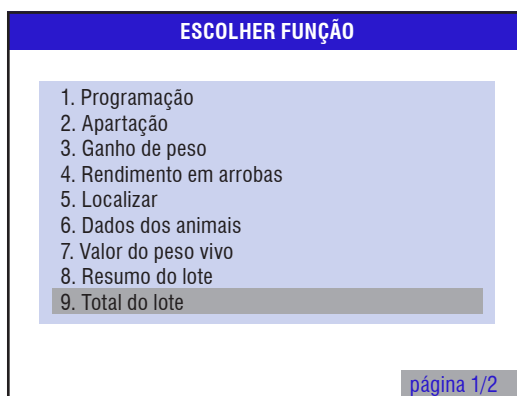 ESCOLHER FUNÇÃO
1. Programação
2. Apartação
3. Ganho de peso
4. Rendimento em arrobas
5. Localizar
6. Dados dos animais
7. Valor do peso vivo
8. Resumo do lote
9. Total do lote
página 1/2